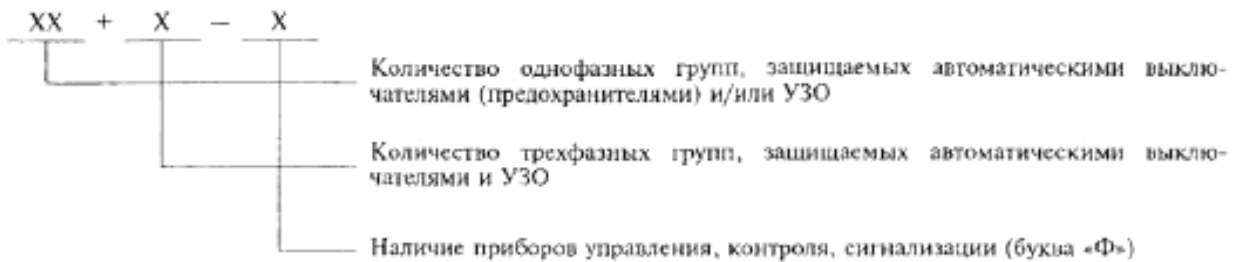 XX + X – X
Количество однофазных групп, защищаемых автоматическими выклю-
чателями (предохранителями) и/или УЗО
Количество трехфазных групп, защищаемых автоматическими выклю-
чателями и УЗО
Наличие приборов управления, контроля, сигнализации (буква «Ф»)